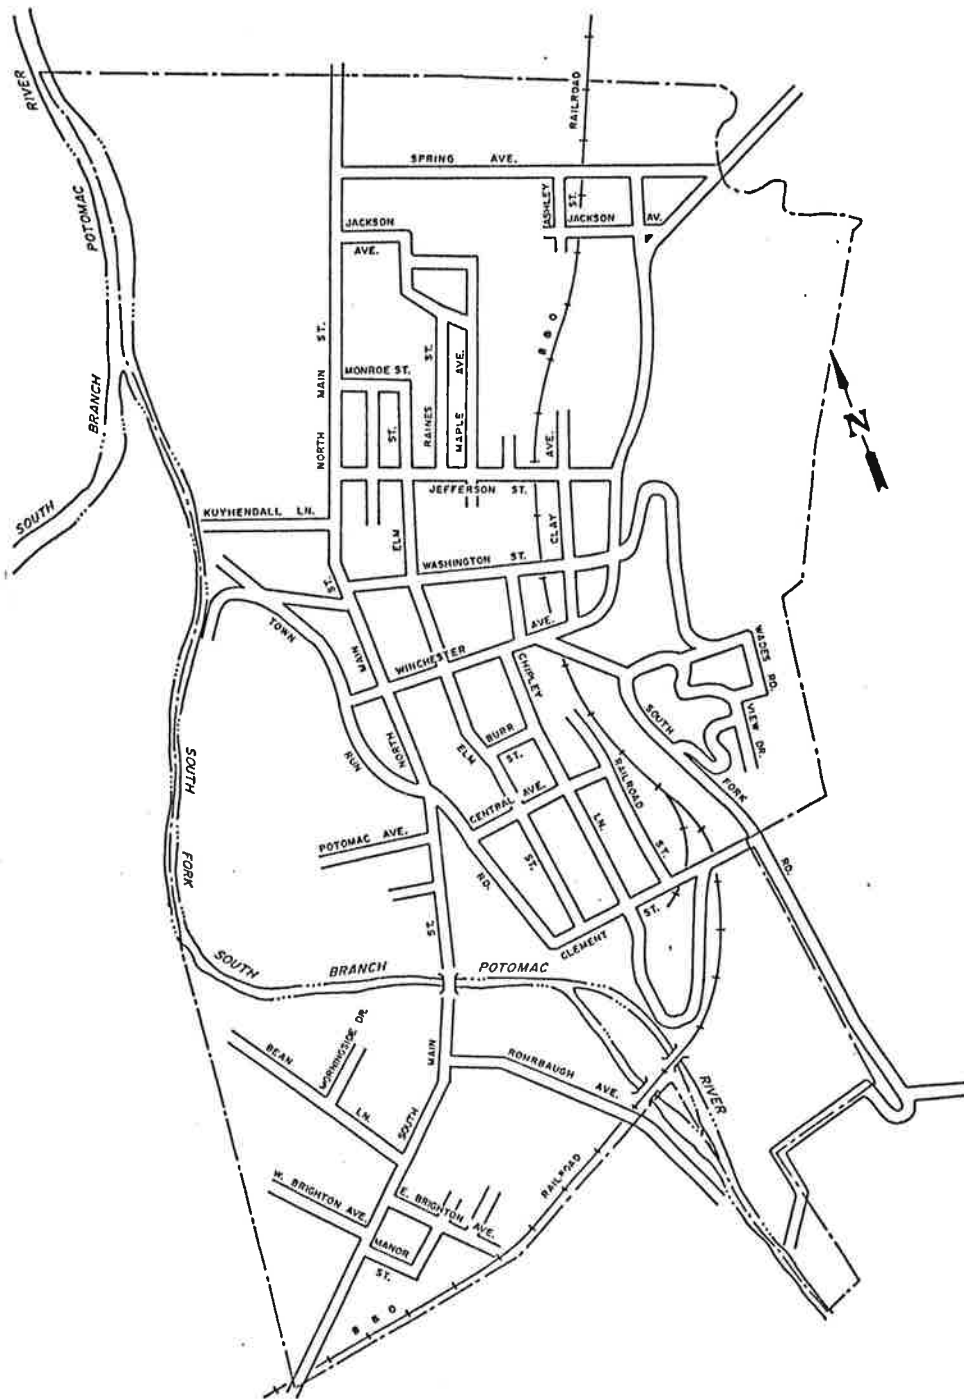 RIVER
POTOMAC
BRANCH
SOUTH
RAILROAD
SPRING AVE.
ASHLEY ST.
JACKSON AVE.
JACKSON AV.
NORTH MAIN ST.
B & O
MONROE ST.
ELM ST.
RAINES ST.
MAPLE AVE.
CLAY AVE.
JEFFERSON ST.
N
KUYHENDALL LN.
WASHINGTON ST.
TOWN RUN RD.
NORTH MAIN ST.
WINCHESTER AVE.
CHIPLEY LN.
WADES RD.
VIEW DR.
SOUTH FORK RD.
ELM ST.
BURR ST.
CENTRAL AVE.
RAILROAD ST.
SOUTH FORK
POTOMAC AVE.
CLEMENT ST.
SOUTH BRANCH POTOMAC RIVER
BEAN LN.
MORNINGSIDE DR.
SOUTH MAIN ST.
ROHRBAUGH AVE.
RAILROAD
W. BRIGHTON AVE.
E. BRIGHTON AVE.
MANOR ST.
B & O